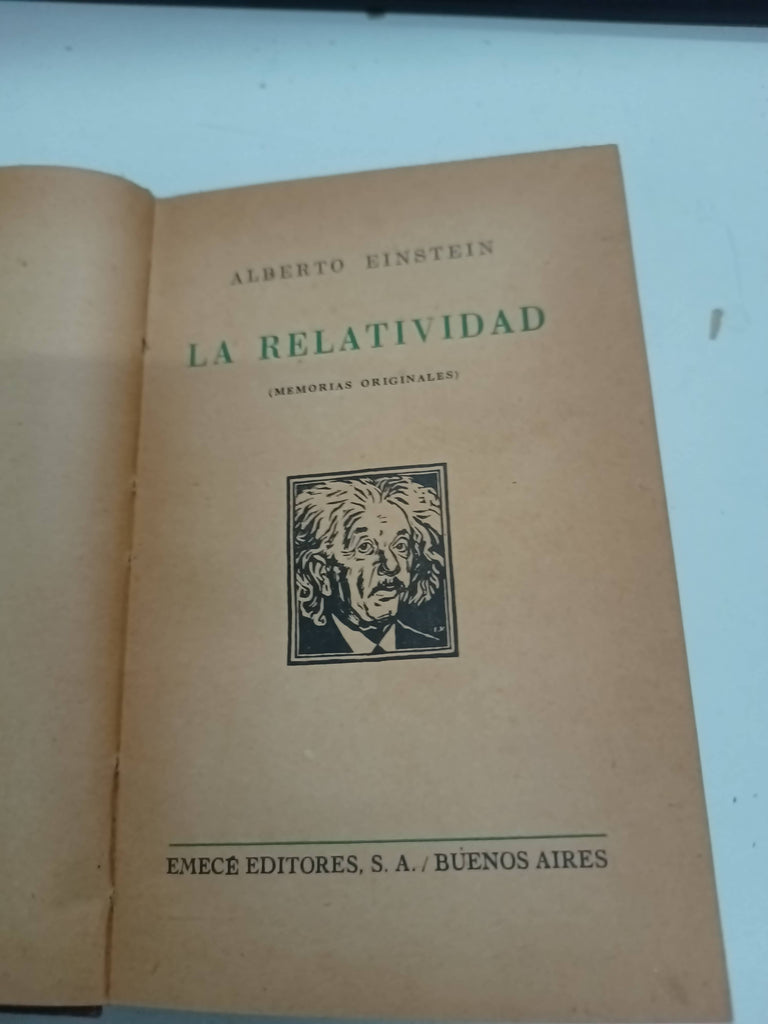 ALBERTO EINSTEIN
LA RELATIVIDAD
(MEMORIAS ORIGINALES)
EMECÉ EDITORES, S. A. / BUENOS AIRES